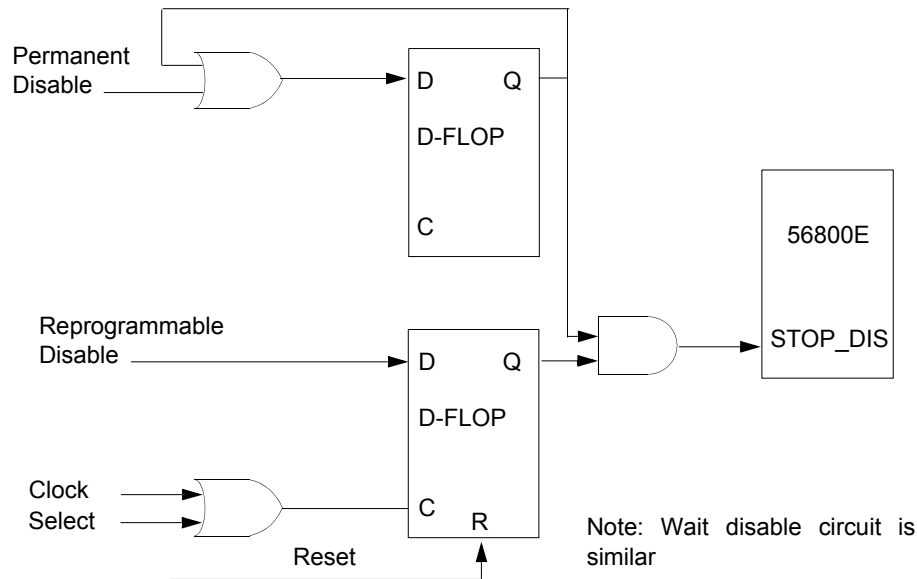 Permanent
Disable
D Q
D-FLOP
C
56800E
STOP_DIS
Reprogrammable
Disable
D Q
D-FLOP
Clock
Select
C
R
Reset
Note: Wait disable circuit is
similar